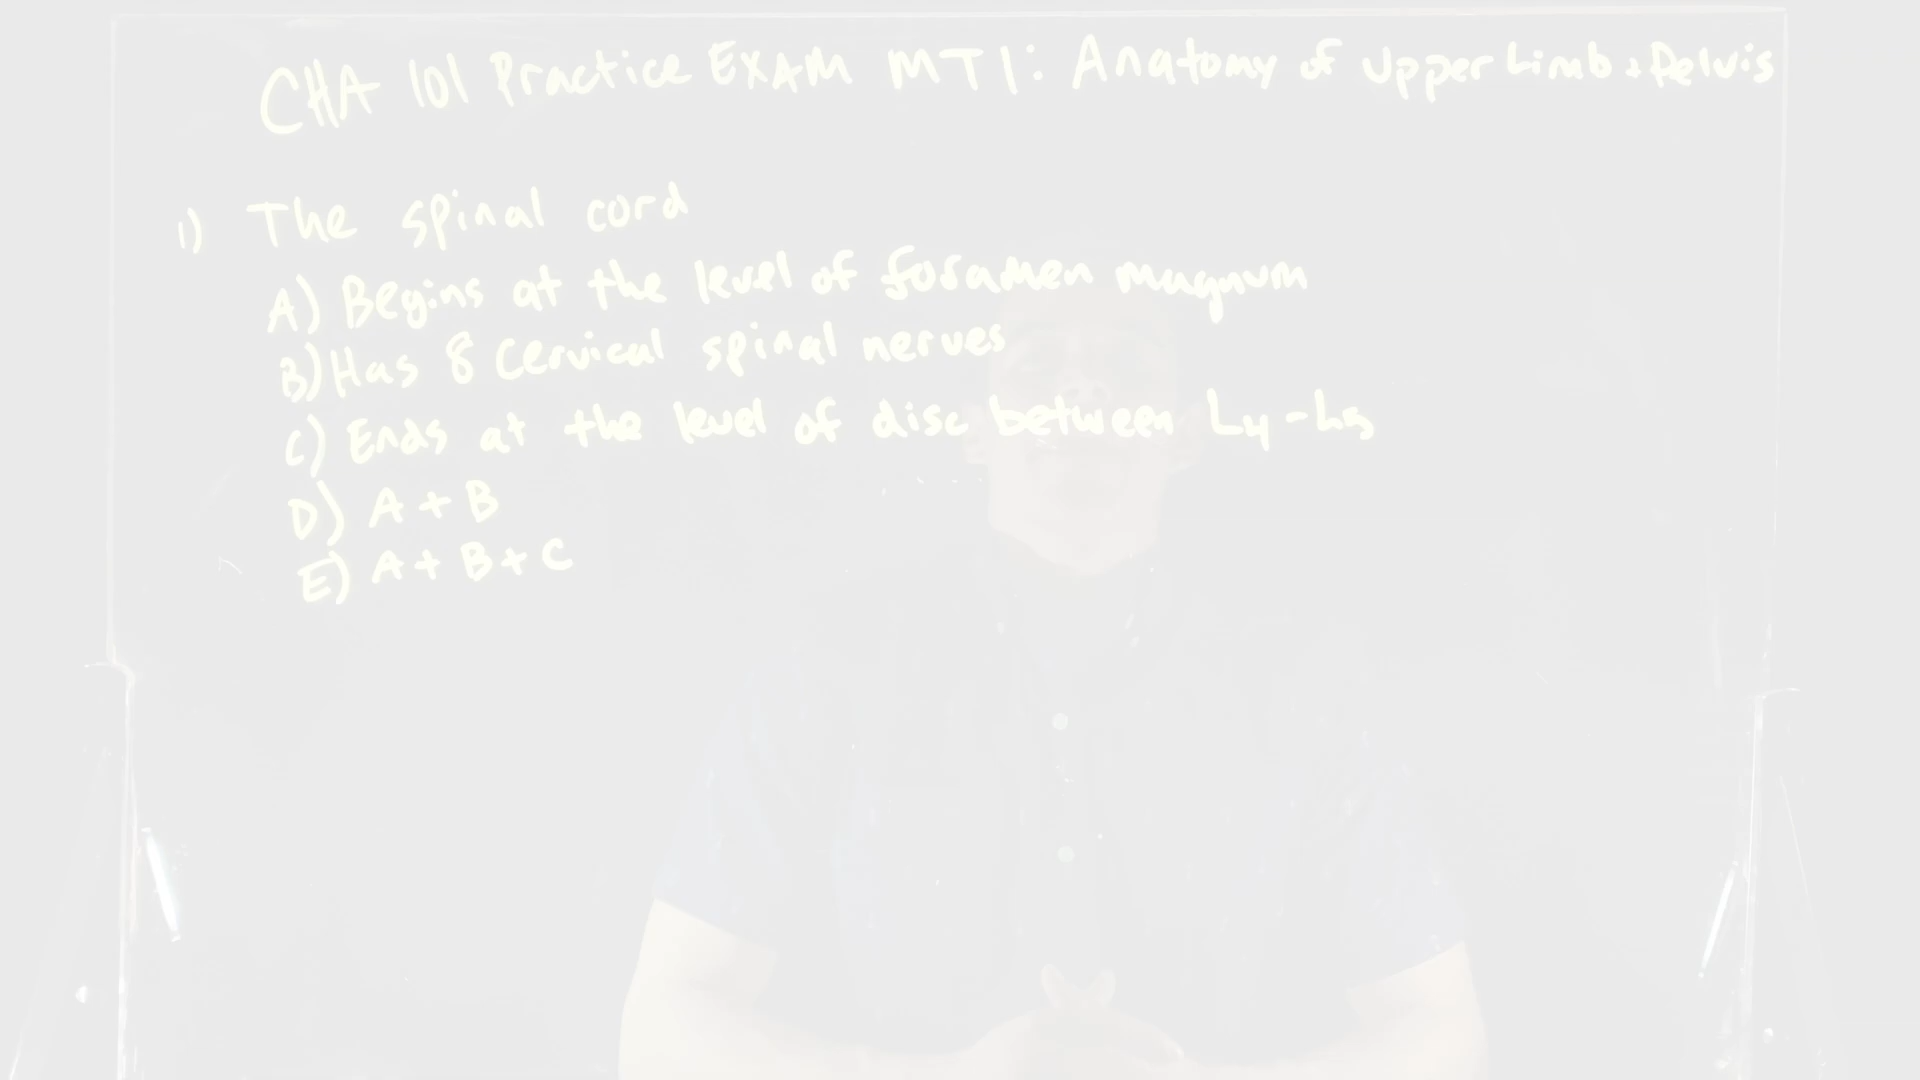 CHA 101 Practice EXAM MT1: Anatomy of Upper Limb + Pelvis
1) The spinal cord
A) Begins at the level of foramen magnum
B) Has 8 Cervical spinal nerves
C) Ends at the level of disc between L4-L5
D) A + B
E) A + B + C